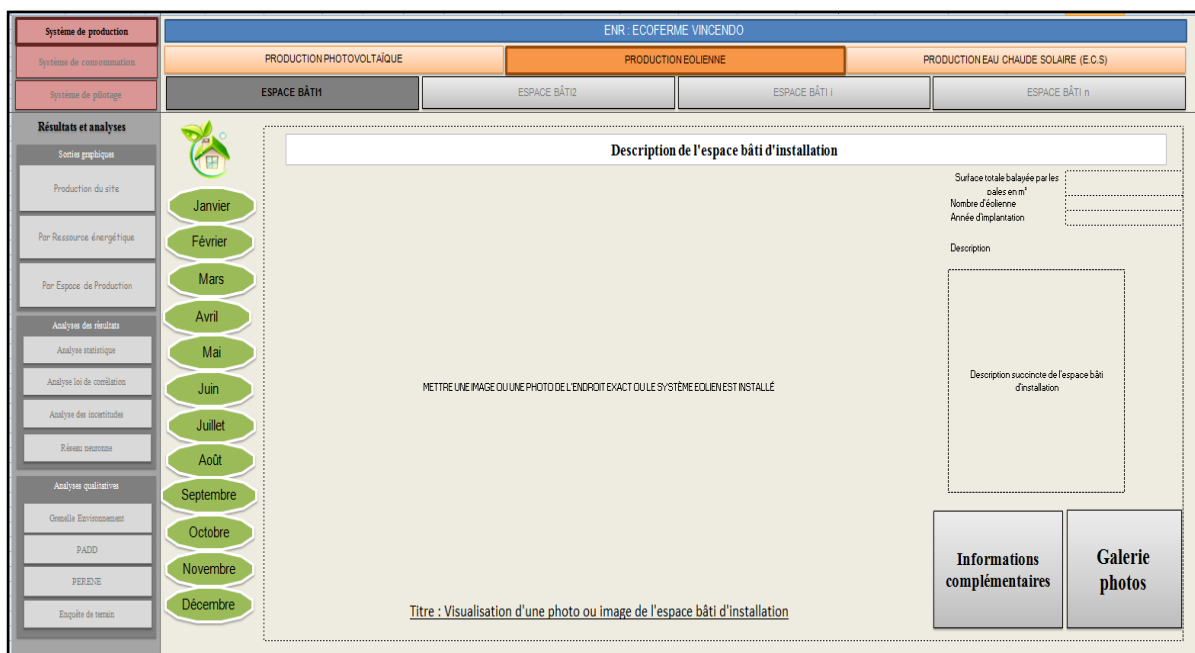 Système de production
Système de consommation
Système de pilotage
ENR : ECOFERME VINCENDO
PRODUCTION PHOTOVOLTAÏQUE
PRODUCTION EOLIENNE
PRODUCTION EAU CHAUDE SOLAIRE (E.C.S)
ESPACE BÂTI1
ESPACE BÂTI2
ESPACE BÂTI i
ESPACE BÂTI n
Résultats et analyses
Sorties graphiques
Production du site
Par Ressource énergétique
Par Espace de Production
Analyses des résultats
Analyse statistique
Analyse loi de corrélation
Analyse des incertitudes
Réseau neuronne
Analyses qualitatives
Grenelle Environnement
PADD
PERENE
Enquête de terrain
Janvier
Février
Mars
Avril
Mai
Juin
Juillet
Août
Septembre
Octobre
Novembre
Décembre
Description de l'espace bâti d'installation
METTRE UNE IMAGE OU UNE PHOTO DE L'ENDROIT EXACT OU LE SYSTÈME EOLIEN EST INSTALLÉ
Titre : Visualisation d'une photo ou image de l'espace bâti d'installation
Surface totale balayée par les
pales en m²
Nombre d'éolienne
Année d'implantation
Description
Description succincte de l'espace bâti
d'installation
Informations
complémentaires
Galerie
photos